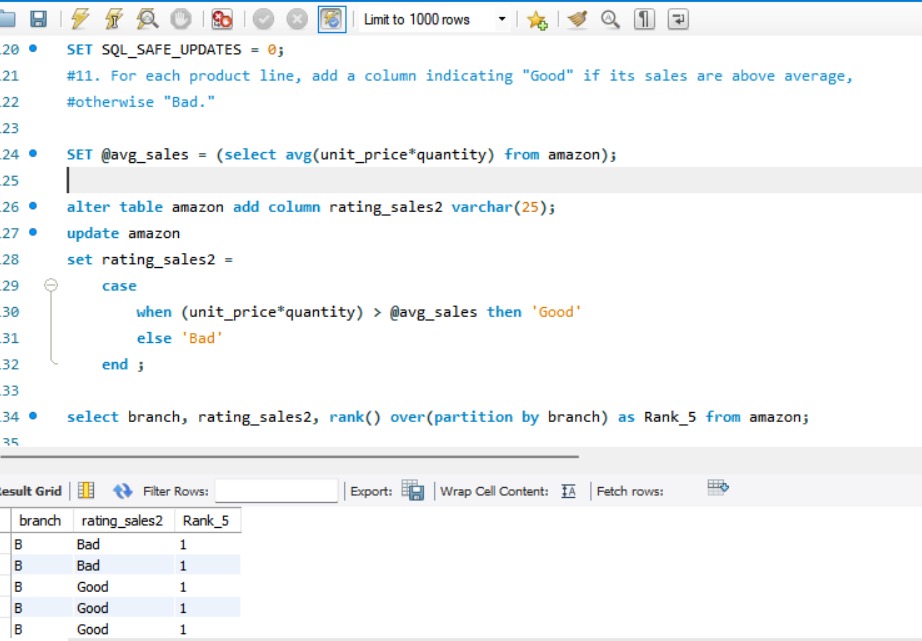 Limit to 1000 rows
20 SET SQL_SAFE_UPDATES = 0;
21 #11. For each product line, add a column indicating "Good" if its sales are above average,
22 #otherwise "Bad."
23
24 SET @avg_sales = (select avg(unit_price*quantity) from amazon);
25
26 alter table amazon add column rating_sales2 varchar(25);
27 update amazon
28 set rating_sales2 =
29 case
30 when (unit_price*quantity) > @avg_sales then 'Good'
31 else 'Bad'
32 end ;
33
34 select branch, rating_sales2, rank() over(partition by branch) as Rank_5 from amazon;
35
Result Grid Filter Rows: Export: Wrap Cell Content: IA Fetch rows:
branch rating_sales2 Rank_5
B Bad 1
B Bad 1
B Good 1
B Good 1
B Good 1